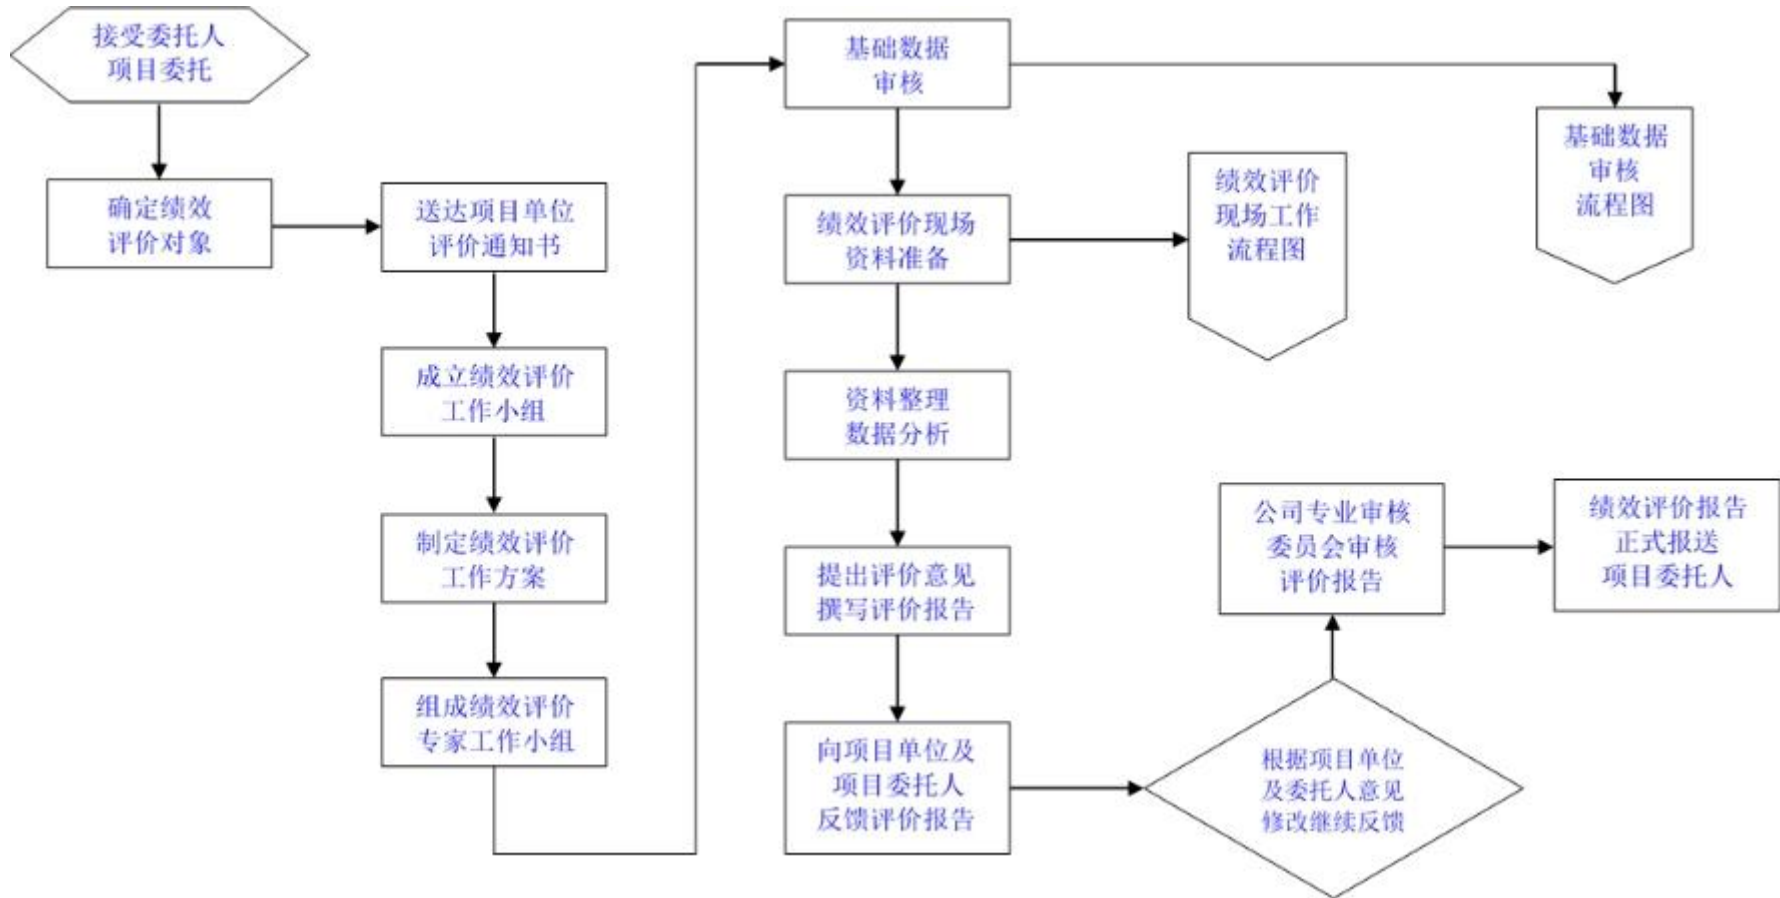 接受委托人
项目委托
确定绩效
评价对象
送达项目单位
评价通知书
成立绩效评价
工作小组
制定绩效评价
工作方案
组成绩效评价
专家工作小组
基础数据
审核
基础数据
审核
流程图
绩效评价现场
资料准备
绩效评价
现场工作
流程图
资料整理
数据分析
提出评价意见
撰写评价报告
向项目单位及
项目委托人
反馈评价报告
根据项目单位
及委托人意见
修改继续反馈
公司专业审核
委员会审核
评价报告
绩效评价报告
正式报送
项目委托人